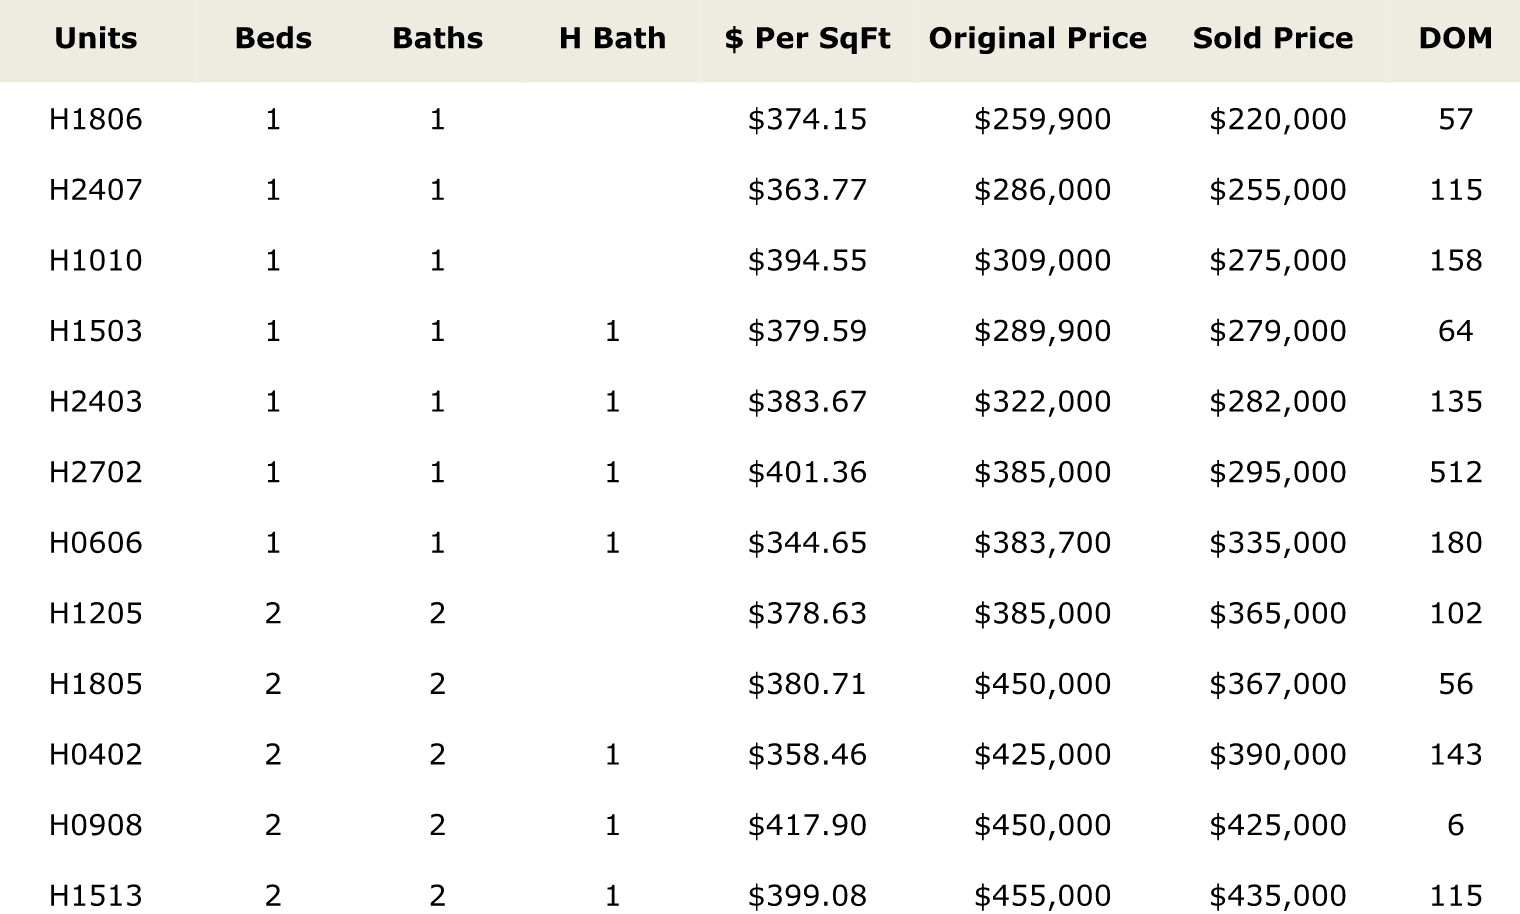 Units Beds Baths H Bath $ Per SqFt Original Price Sold Price DOM
H1806 1 1 $374.15 $259,900 $220,000 57
H2407 1 1 $363.77 $286,000 $255,000 115
H1010 1 1 $394.55 $309,000 $275,000 158
H1503 1 1 1 $379.59 $289,900 $279,000 64
H2403 1 1 1 $383.67 $322,000 $282,000 135
H2702 1 1 1 $401.36 $385,000 $295,000 512
H0606 1 1 1 $344.65 $383,700 $335,000 180
H1205 2 2 $378.63 $385,000 $365,000 102
H1805 2 2 $380.71 $450,000 $367,000 56
H0402 2 2 1 $358.46 $425,000 $390,000 143
H0908 2 2 1 $417.90 $450,000 $425,000 6
H1513 2 2 1 $399.08 $455,000 $435,000 115